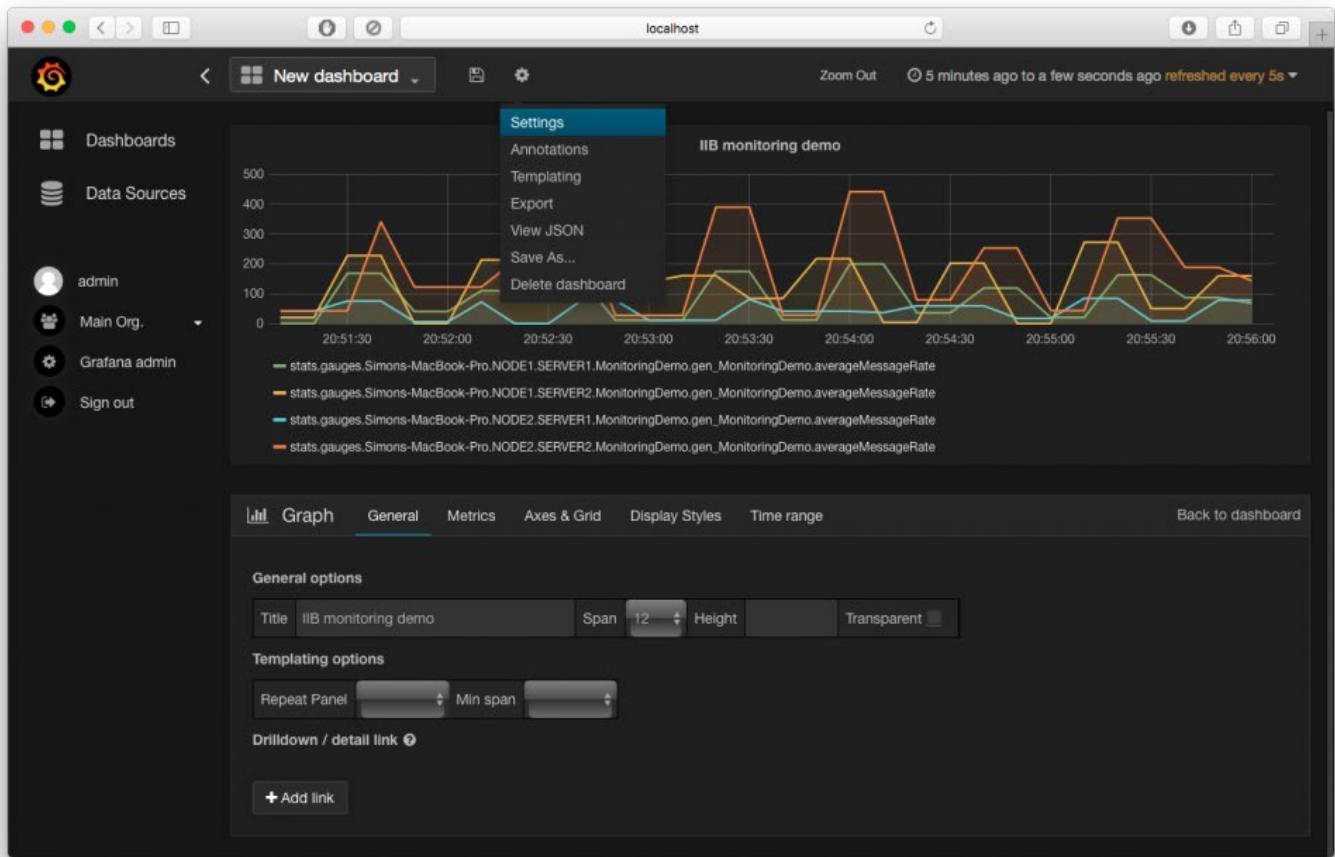 localhost
New dashboard
Zoom Out 5 minutes ago to a few seconds ago refreshed every 5s
Dashboards
Data Sources
admin
Main Org.
Grafana admin
Sign out
Settings
Annotations
Templating
Export
View JSON
Save As...
Delete dashboard
IIB monitoring demo
500
400
300
200
100
0
20:51:30 20:52:00 20:52:30 20:53:00 20:53:30 20:54:00 20:54:30 20:55:00 20:55:30 20:56:00
stats.gauges.Simons-MacBook-Pro.NODE1.SERVER1.MonitoringDemo.gen_MonitoringDemo.averageMessageRate
stats.gauges.Simons-MacBook-Pro.NODE1.SERVER2.MonitoringDemo.gen_MonitoringDemo.averageMessageRate
stats.gauges.Simons-MacBook-Pro.NODE2.SERVER1.MonitoringDemo.gen_MonitoringDemo.averageMessageRate
stats.gauges.Simons-MacBook-Pro.NODE2.SERVER2.MonitoringDemo.gen_MonitoringDemo.averageMessageRate
Graph General Metrics Axes & Grid Display Styles Time range Back to dashboard
General options
Title IIB monitoring demo Span 12 Height Transparent
Templating options
Repeat Panel Min span
Drilldown / detail link
+ Add link